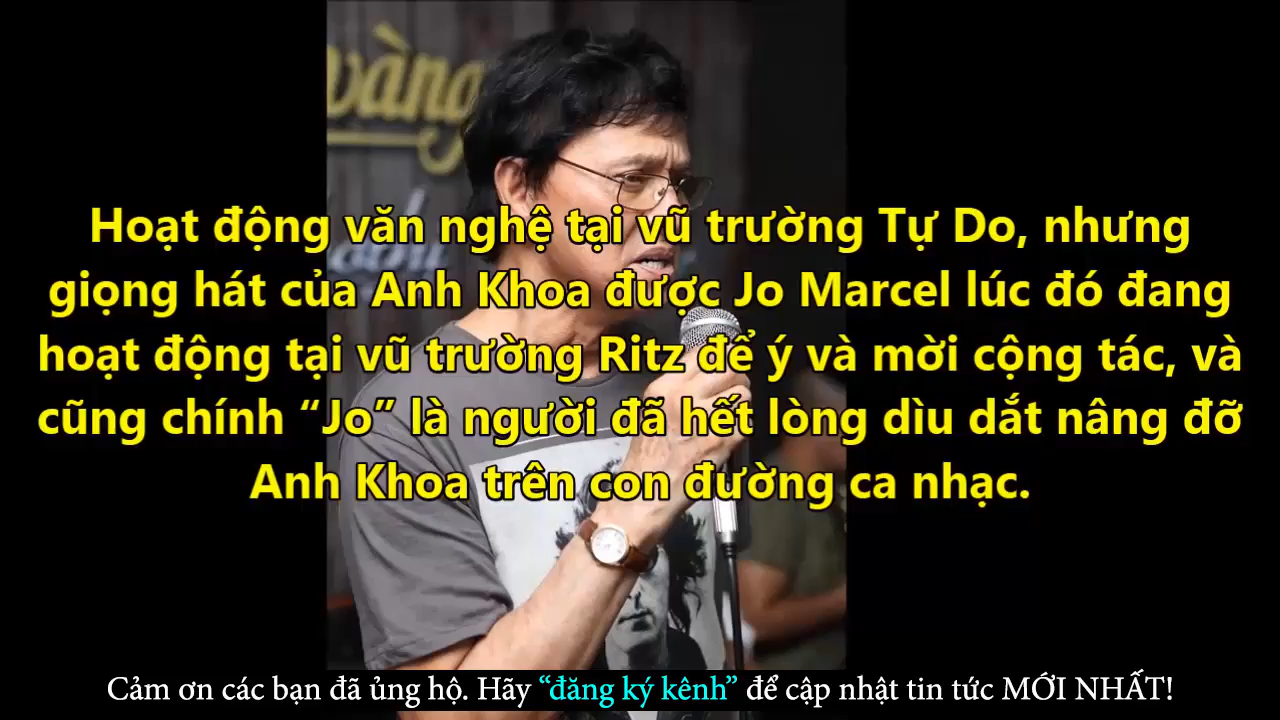 vàng
Hoạt động văn nghệ tại vũ trường Tự Do, nhưng
giọng hát của Anh Khoa được Jo Marcel lúc đó đang
hoạt động tại vũ trường Ritz để ý và mời cộng tác, và
cũng chính “Jo” là người đã hết lòng dìu dắt nâng đỡ
Anh Khoa trên con đường ca nhạc.
Cảm ơn các bạn đã ủng hộ. Hãy “đăng ký kênh” để cập nhật tin tức MỚI NHẤT!